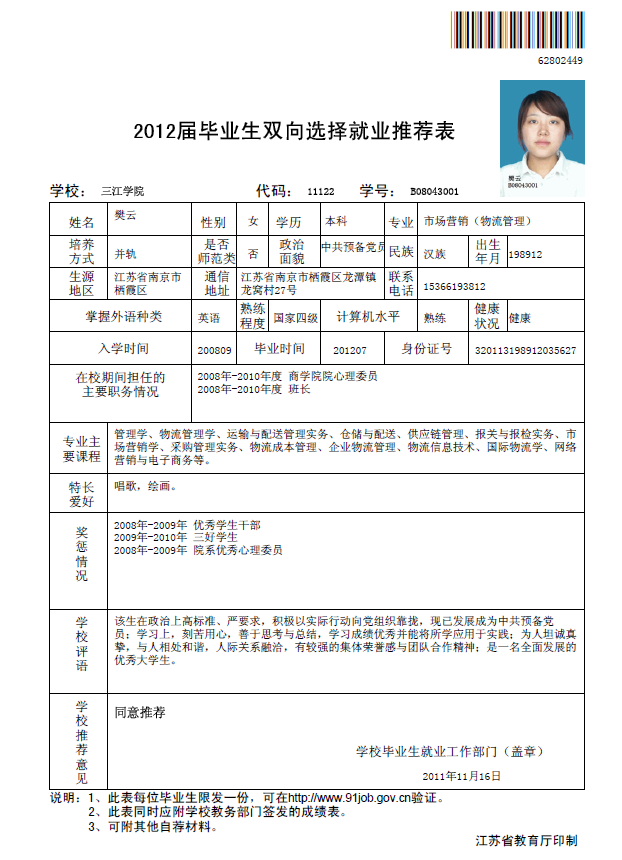 62802449
2012届毕业生双向选择就业推荐表
樊云
B08043001
学校： 三江学院 代码： 11122 学号： B08043001
姓名 樊云 性别 女 学历 本科 专业 市场营销（物流管理）
培养方式 并轨 是否师范类 否 政治面貌 中共预备党员 民族 汉族 出生年月 198912
生源地区 江苏省南京市栖霞区 通信地址 江苏省南京市栖霞区龙潭镇龙窝村27号 联系电话 15366193812
掌握外语种类 英语 熟练程度 国家四级 计算机水平 熟练 健康状况 健康
入学时间 200809 毕业时间 201207 身份证号 320113198912035627
在校期间担任的主要职务情况
2008年-2010年度 商学院院心理委员
2008年-2010年度 班长
专业主要课程
管理学、物流管理学、运输与配送管理实务、仓储与配送、供应链管理、报关与报检实务、市
场营销学、采购管理实务、物流成本管理、企业物流管理、物流信息技术、国际物流学、网络
营销与电子商务等。
特长爱好 唱歌，绘画。
奖惩情况
2008年-2009年 优秀学生干部
2009年-2010年 三好学生
2008年-2009年 院系优秀心理委员
学校评语
该生在政治上高标准、严要求，积极以实际行动向党组织靠拢，现已发展成为中共预备党
员；学习上，刻苦用心，善于思考与总结，学习成绩优秀并能将所学应用于实践；为人坦诚真
挚，与人相处和谐，人际关系融洽，有较强的集体荣誉感与团队合作精神；是一名全面发展的
优秀大学生。
学校推荐意见
同意推荐
学校毕业生就业工作部门（盖章）
2011年11月16日
说明：1、此表每位毕业生限发一份，可在http://www.91job.gov.cn验证。
2、此表同时应附学校教务部门签发的成绩表。
3、可附其他自荐材料。
江苏省教育厅印制